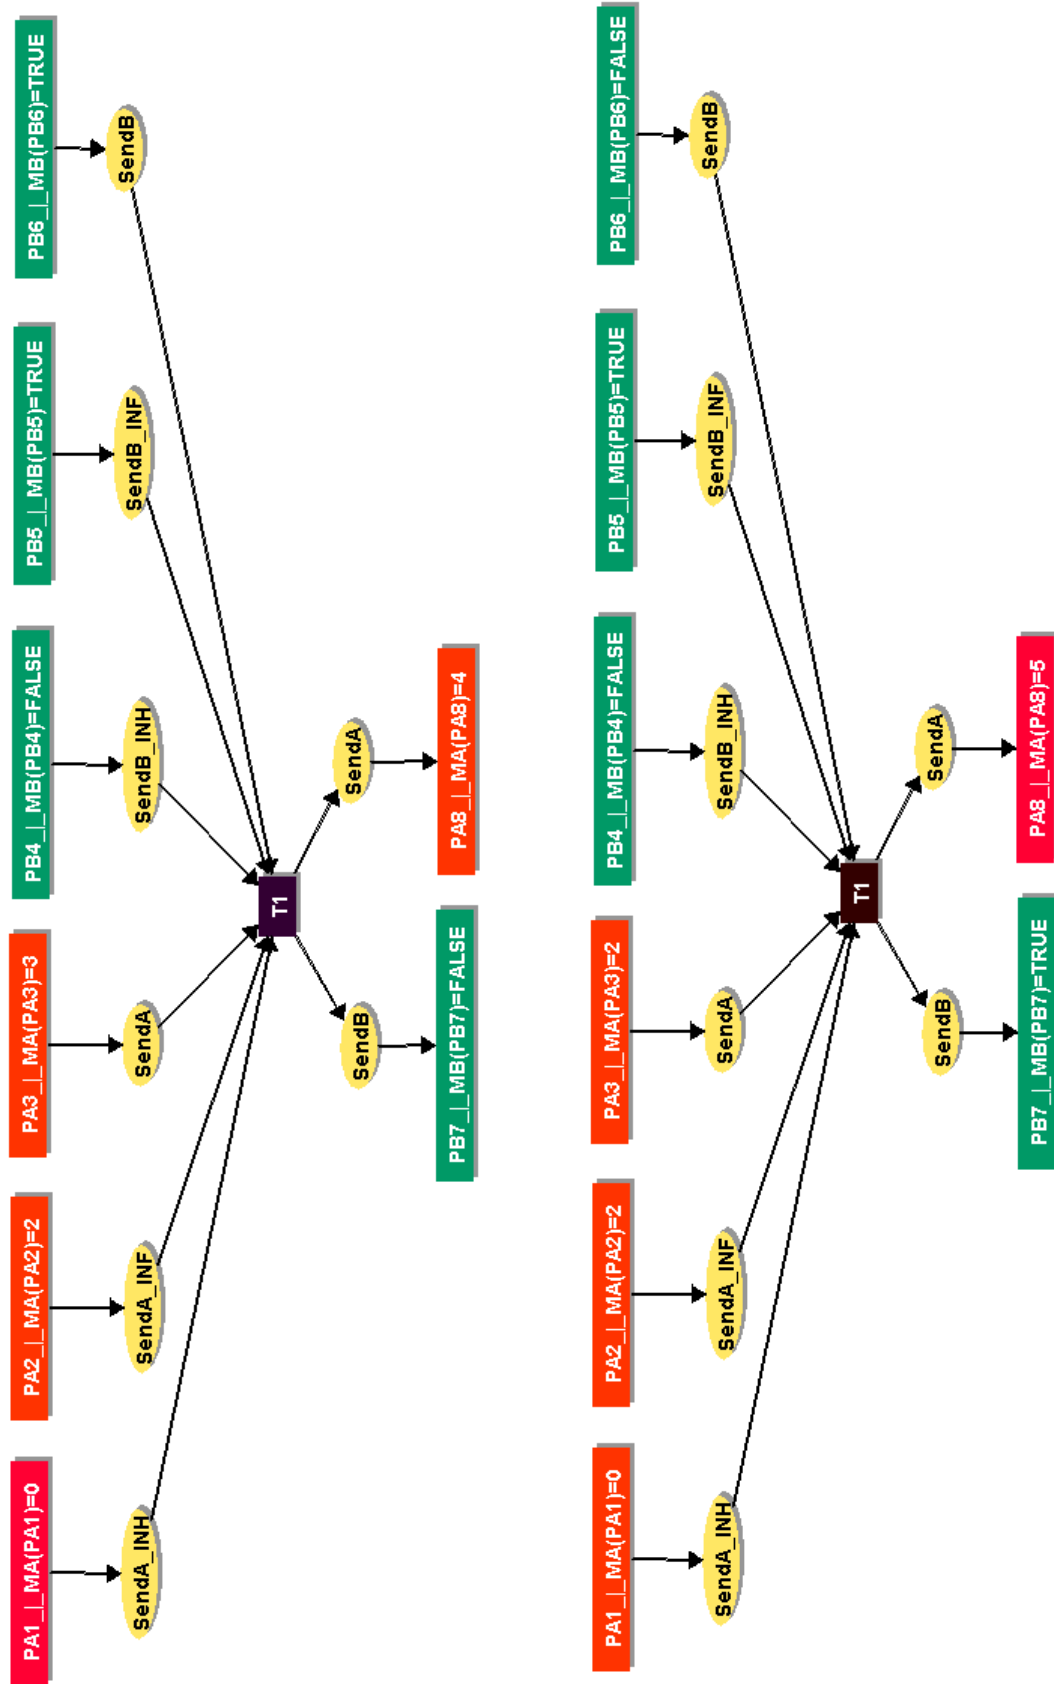 PA1_|_MA(PA1)=0
PA2_|_MA(PA2)=2
PA3_|_MA(PA3)=3
PB4_|_MB(PB4)=FALSE
PB5_|_MB(PB5)=TRUE
PB6_|_MB(PB6)=TRUE
SendA_INH
SendA_INF
SendA
SendB_INH
SendB_INF
SendB
T1
SendB
SendA
PB7_|_MB(PB7)=FALSE
PA8_|_MA(PA8)=4
PA1_|_MA(PA1)=0
PA2_|_MA(PA2)=2
PA3_|_MA(PA3)=2
PB4_|_MB(PB4)=FALSE
PB5_|_MB(PB5)=TRUE
PB6_|_MB(PB6)=FALSE
SendA_INH
SendA_INF
SendA
SendB_INH
SendB_INF
SendB
T1
SendB
SendA
PB7_|_MB(PB7)=TRUE
PA8_|_MA(PA8)=5